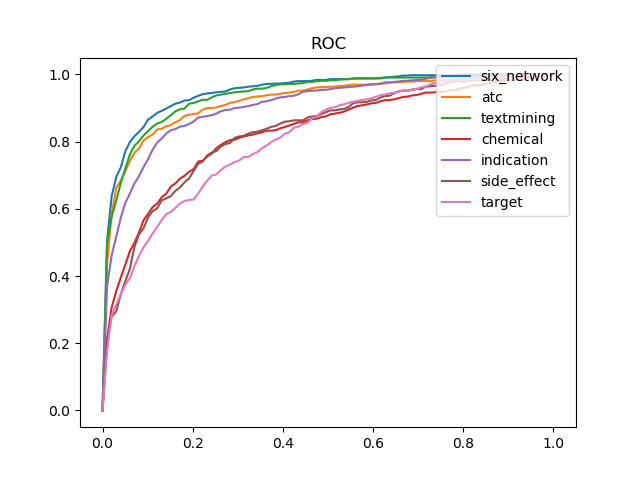 ROC
1.0
0.8
0.6
0.4
0.2
0.0
0.0 0.2 0.4 0.6 0.8 1.0
six_network
atc
textmining
chemical
indication
side_effect
target